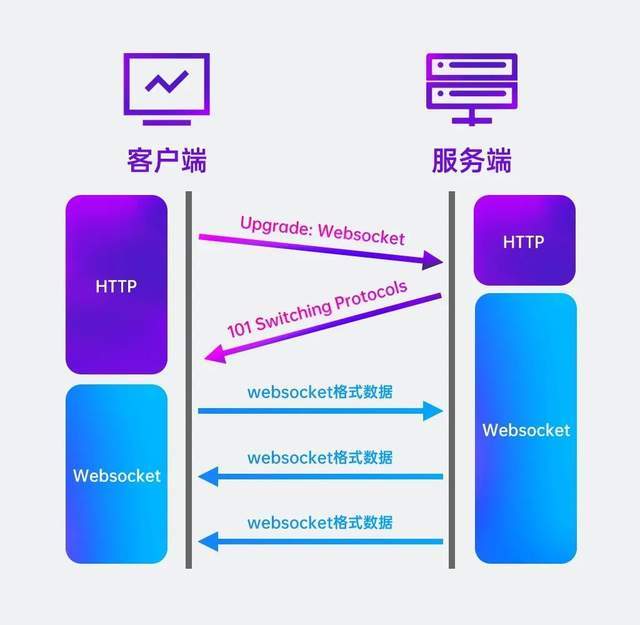 客户端
服务端
Upgrade: Websocket
HTTP
HTTP
101 Switching Protocols
websocket格式数据
Websocket
websocket格式数据
Websocket
websocket格式数据